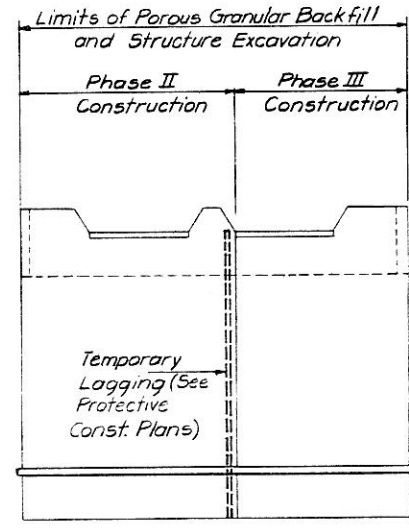 Limits of Porous Granular Backfill
and Structure Excavation
Phase II
Construction
Phase III
Construction
Temporary
Lagging (See
Protective
Const. Plans)